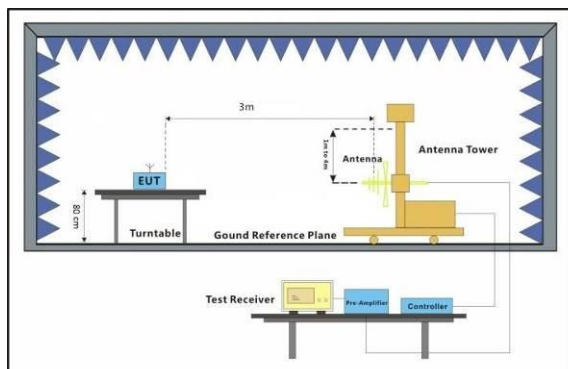 3m
1m to 4m
Antenna
Antenna Tower
EUT
80 cm
Turntable
Gound Reference Plane
Test Receiver
Pre-Amplifier
Controller